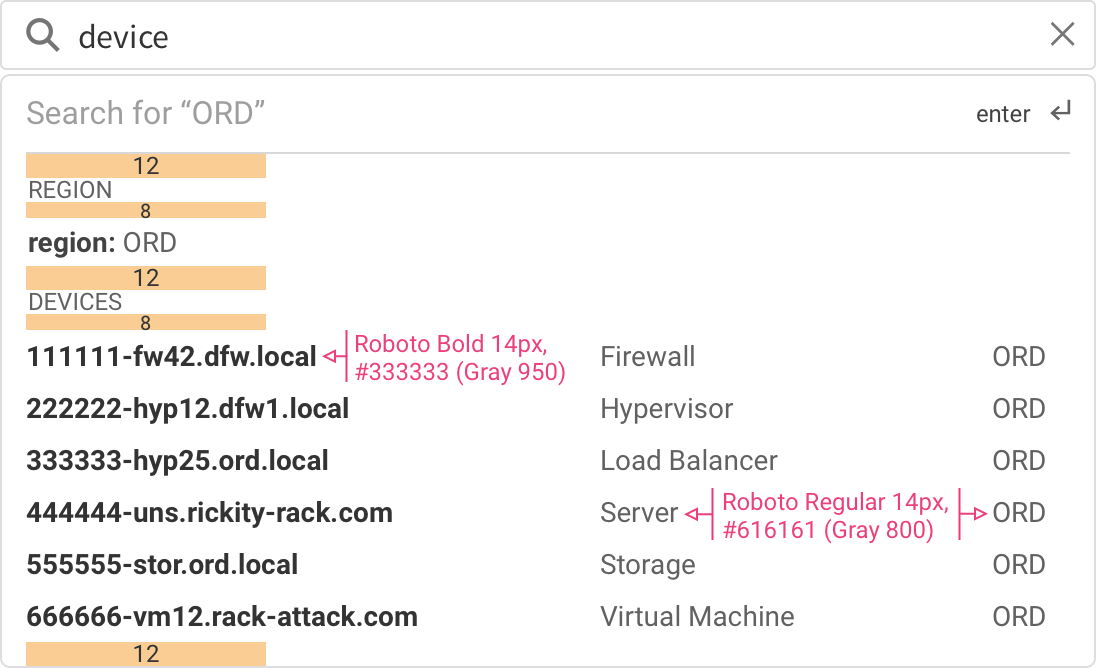 device
Search for “ORD” enter
12
REGION
8
region: ORD
12
DEVICES
8
111111-fw42.dfw.local Roboto Bold 14px, #333333 (Gray 950) Firewall ORD
222222-hyp12.dfw1.local Hypervisor ORD
333333-hyp25.ord.local Load Balancer ORD
444444-uns.rickity-rack.com Server Roboto Regular 14px, #616161 (Gray 800) ORD
555555-stor.ord.local Storage ORD
666666-vm12.rack-attack.com Virtual Machine ORD
12